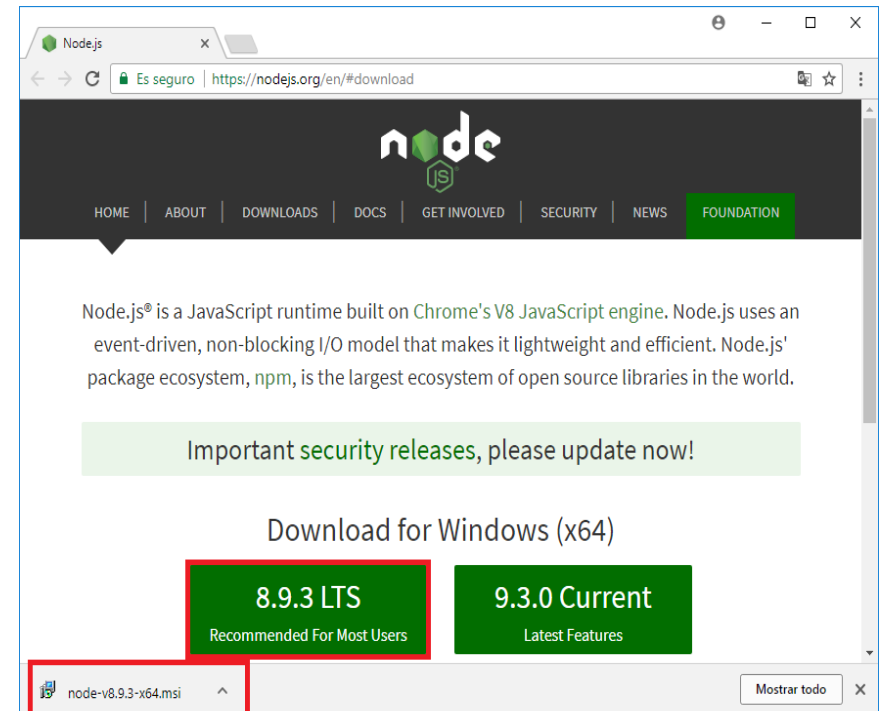 Node.js
Es seguro https://nodejs.org/en/#download
node
JS
HOME ABOUT DOWNLOADS DOCS GET INVOLVED SECURITY NEWS FOUNDATION
Node.js® is a JavaScript runtime built on Chrome's V8 JavaScript engine. Node.js uses an
event-driven, non-blocking I/O model that makes it lightweight and efficient. Node.js'
package ecosystem, npm, is the largest ecosystem of open source libraries in the world.
Important security releases, please update now!
Download for Windows (x64)
8.9.3 LTS 9.3.0 Current
Recommended For Most Users Latest Features
node-v8.9.3-x64.msi Mostrar todo